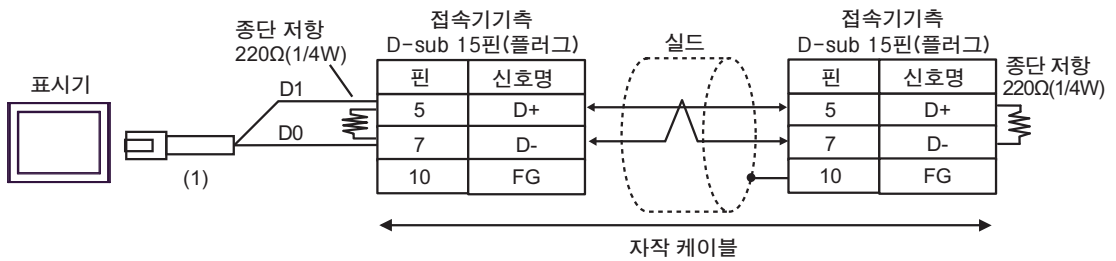 표시기
(1)
D1
D0
종단 저항
220Ω(1/4W)
접속기기측
D-sub 15핀(플러그)
핀 신호명
5 D+
7 D-
10 FG
실드
접속기기측
D-sub 15핀(플러그)
핀 신호명
5 D+
7 D-
10 FG
종단 저항
220Ω(1/4W)
자작 케이블